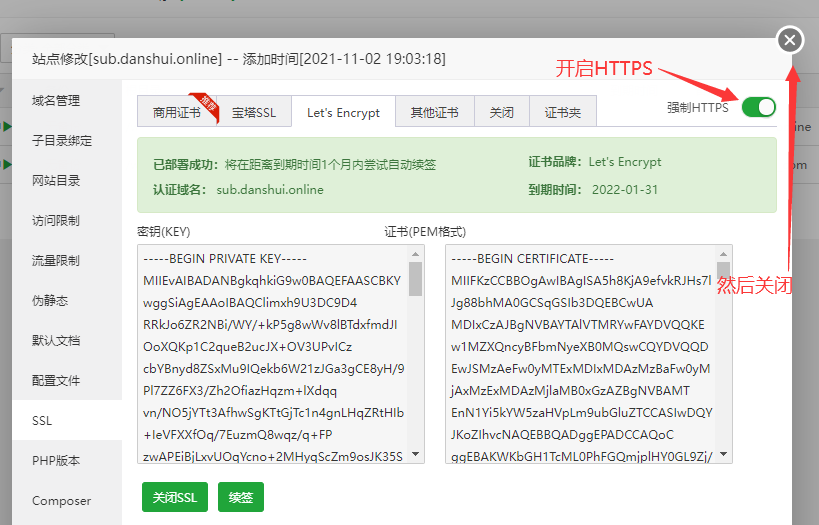 站点修改[sub.danshui.online] -- 添加时间[2021-11-02 19:03:18]
开启HTTPS
域名管理
子目录绑定
网站目录
访问限制
流量限制
伪静态
默认文档
配置文件
SSL
PHP版本
Composer
商用证书
推荐
宝塔SSL
Let's Encrypt
其他证书
关闭
证书夹
强制HTTPS
已部署成功：将在距离到期时间1个月内尝试自动续签
证书品牌：Let's Encrypt
认证域名： sub.danshui.online
到期时间： 2022-01-31
密钥(KEY)
证书(PEM格式)
-----BEGIN PRIVATE KEY-----
MIIEvAIBADANBgkqhkiG9w0BAQEFAASCBKY
wggSiAgEAAoIBAQClimxh9U3DC9D4
RRkJo6ZR2NBi/WY/+kP5g8wWv8lBTdxfmdJI
OoXQKp1C2queB2ucJX+OV3UPvICz
cbYBnyd8ZSxMu9IQekb6W21zJGa3gCE8yH/9
Pl7ZZ6FX3/Zh2OfiazHqzm+lXdqq
vn/NO5jYTt3AfhwSgKTtGjTc1n4gnLHqZRtHIb
+IeVFXXfOq/7EuzmQ8wqz/q+FP
zwAPEiBjLxvUOqYcno+2MHyqScZm9osJK35S
-----BEGIN CERTIFICATE-----
MIIFKzCCBBOgAwIBAgISA5h8KjA9efvkRJHs7l
Jg88bhMA0GCSqGSIb3DQEBCwUA
MDIxCzAJBgNVBAYTAlVTMRYwFAYDVQQKE
w1MZXQncyBFbmNyeXB0MQswCQYDVQQD
EwJSMzAeFw0yMTExMDIxMDAzMzBaFw0yM
jAxMzExMDAzMjlaMB0xGzAZBgNVBAMT
EnN1Yi5kYW5zaHVpLm9ubGluZTCCASIwDQY
JKoZIhvcNAQEBBQADggEPADCCAQoC
ggEBAKWKbGH1TcML0PhFGQmjplHY0GL9Zj/
然后关闭
关闭SSL
续签